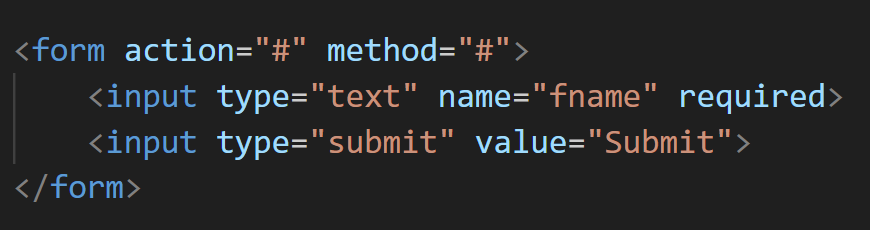 <form action="#" method="#">
    <input type="text" name="fname" required>
    <input type="submit" value="Submit">
</form>